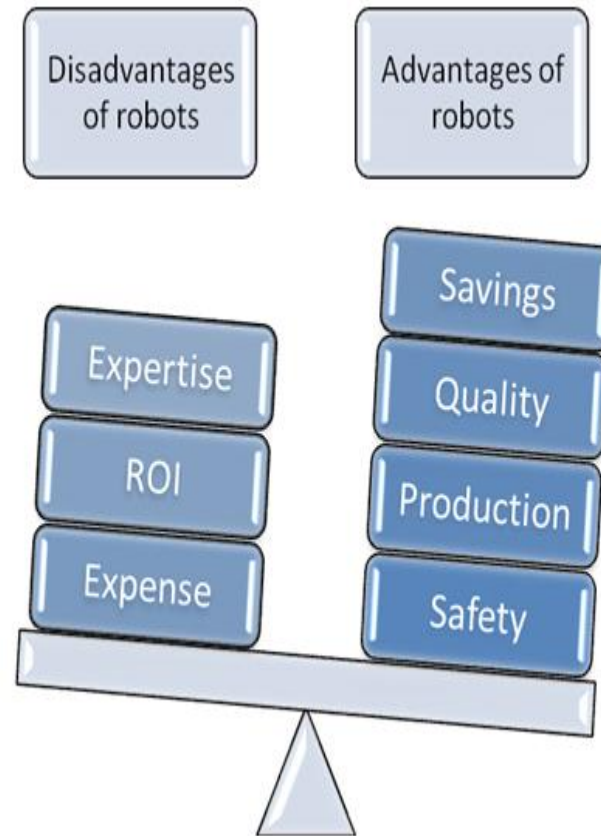 Disadvantages
of robots
Advantages of
robots
Expertise
ROI
Expense
Savings
Quality
Production
Safety